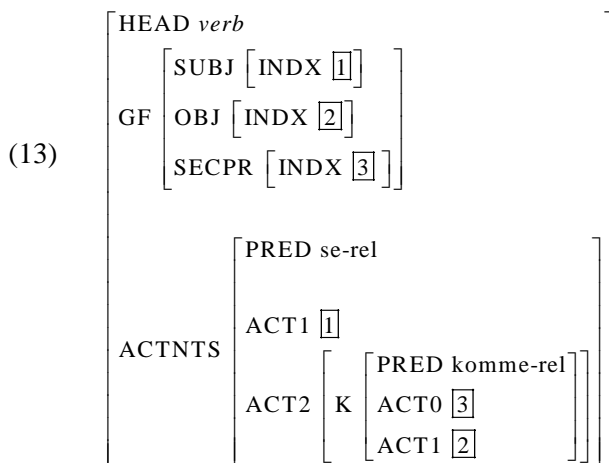 HEAD verb
SUBJ [INDX 1]
GF OBJ [INDX 2]
(13) SECPR [INDX 3]
PRED se-rel
ACT1 1
ACTNTS PRED komme-rel
ACT2 K ACT0 3
ACT1 2